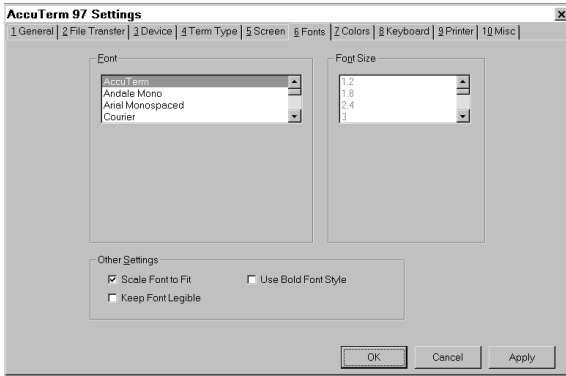 AccuTerm 97 Settings
1 General 2 File Transfer 3 Device 4 Term Type 5 Screen 6 Fonts 7 Colors 8 Keyboard 9 Printer 10 Misc
Font
AccuTerm
Andale Mono
Arial Monospaced
Courier
Font Size
1.2
1.8
2.4
3
Other Settings
Scale Font to Fit
Use Bold Font Style
Keep Font Legible
OK
Cancel
Apply